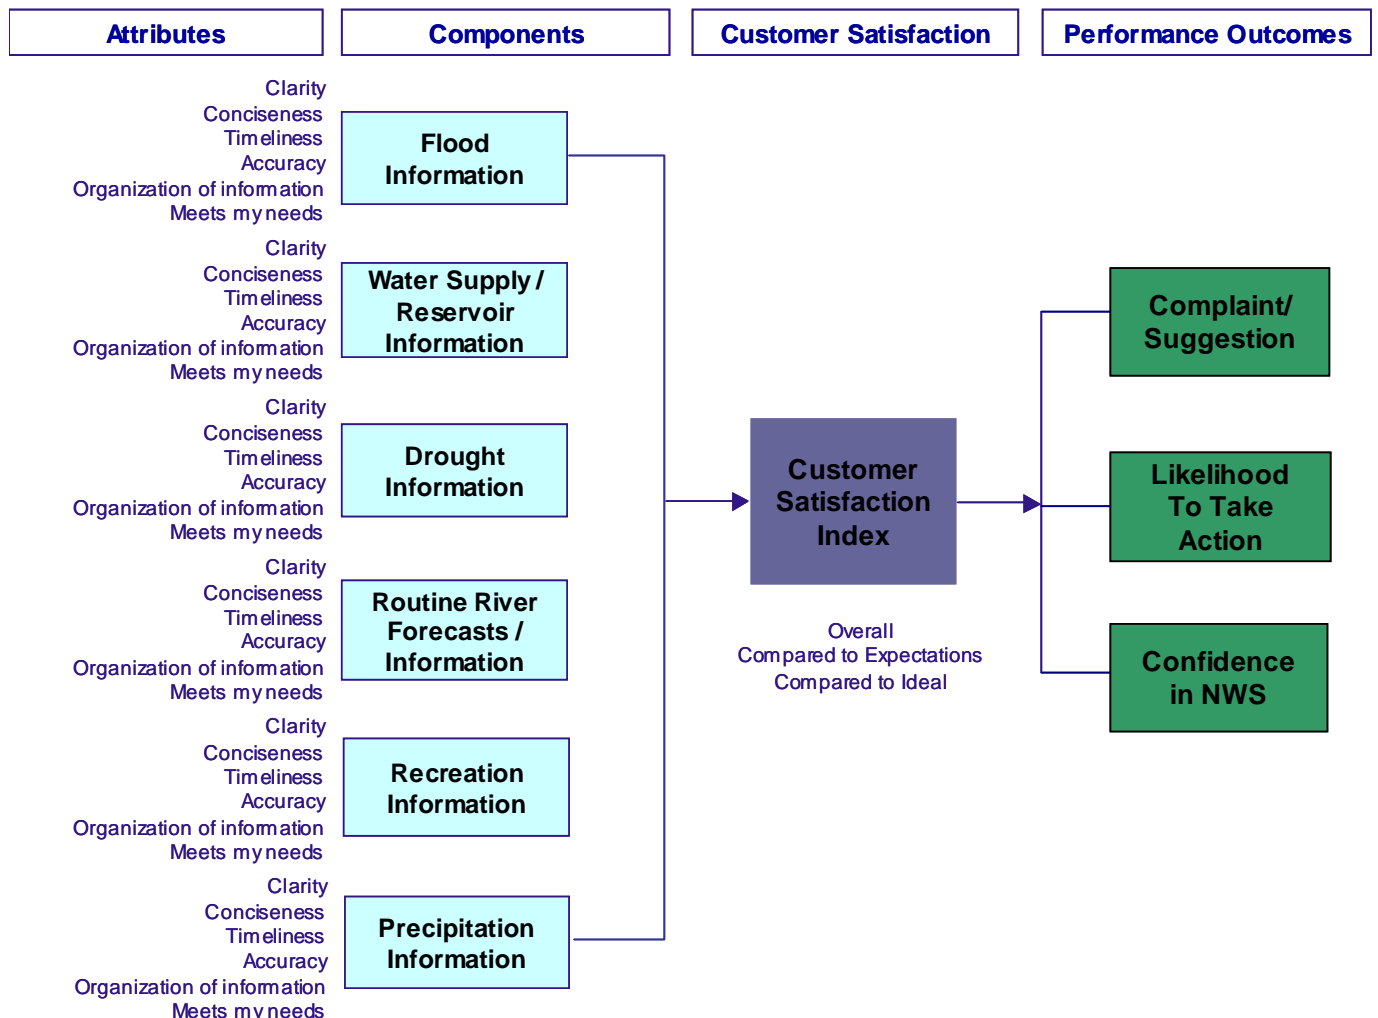 Attributes
Components
Customer Satisfaction
Performance Outcomes
Clarity
Conciseness
Timeliness
Accuracy
Organization of information
Meets my needs
Flood
Information
Clarity
Conciseness
Timeliness
Accuracy
Organization of information
Meets my needs
Water Supply /
Reservoir
Information
Clarity
Conciseness
Timeliness
Accuracy
Organization of information
Meets my needs
Drought
Information
Clarity
Conciseness
Timeliness
Accuracy
Organization of information
Meets my needs
Routine River
Forecasts /
Information
Clarity
Conciseness
Timeliness
Accuracy
Organization of information
Meets my needs
Recreation
Information
Clarity
Conciseness
Timeliness
Accuracy
Organization of information
Meets my needs
Precipitation
Information
Customer
Satisfaction
Index
Overall
Compared to Expectations
Compared to Ideal
Complaint/
Suggestion
Likelihood
To Take
Action
Confidence
in NWS